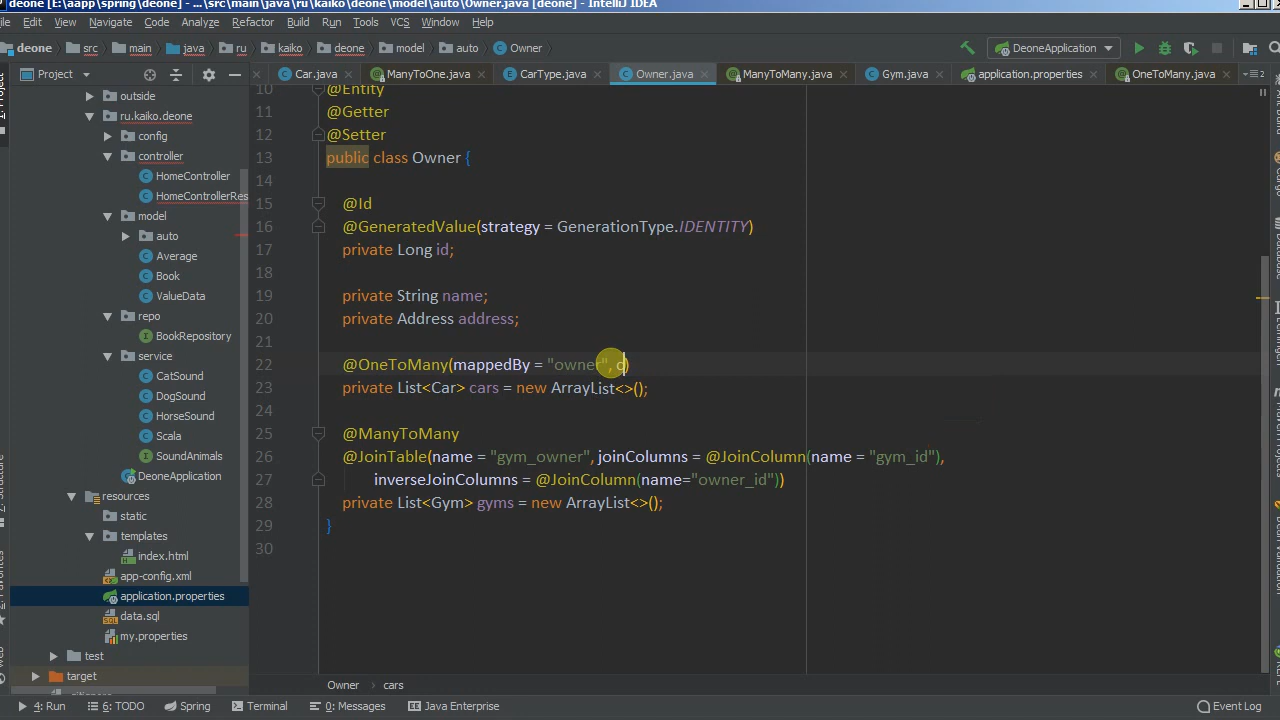 deone [E:\aapp\spring\deone] - ...\src\main\java\ru\kaiko\deone\model\auto\Owner.java [deone] - IntelliJ IDEA
Edit View Navigate Code Analyze Refactor Build Run Tools VCS Window Help
deone src main java ru kaiko deone model auto Owner DeoneApplication
Project Car.java ManyToOne.java CarType.java Owner.java ManyToMany.java Gym.java application.properties OneToMany.java
outside
ru.kaiko.deone
config
controller
HomeController
HomeControllerRes
model
auto
Average
Book
ValueData
repo
BookRepository
service
CatSound
DogSound
HorseSound
Scala
SoundAnimals
DeoneApplication
resources
static
templates
index.html
app-config.xml
application.properties
data.sql
my.properties
test
target
10 @Entity
11 @Getter
12 @Setter
13 public class Owner {
14
15 @Id
16 @GeneratedValue(strategy = GenerationType.IDENTITY)
17 private Long id;
18
19 private String name;
20 private Address address;
21
22 @OneToMany(mappedBy = "owner", c)
23 private List<Car> cars = new ArrayList<>();
24
25 @ManyToMany
26 @JoinTable(name = "gym_owner", joinColumns = @JoinColumn(name = "gym_id"),
27 inverseJoinColumns = @JoinColumn(name="owner_id"))
28 private List<Gym> gyms = new ArrayList<>();
29 }
30
Owner cars
4: Run 6: TODO Spring Terminal 0: Messages Java Enterprise Event Log